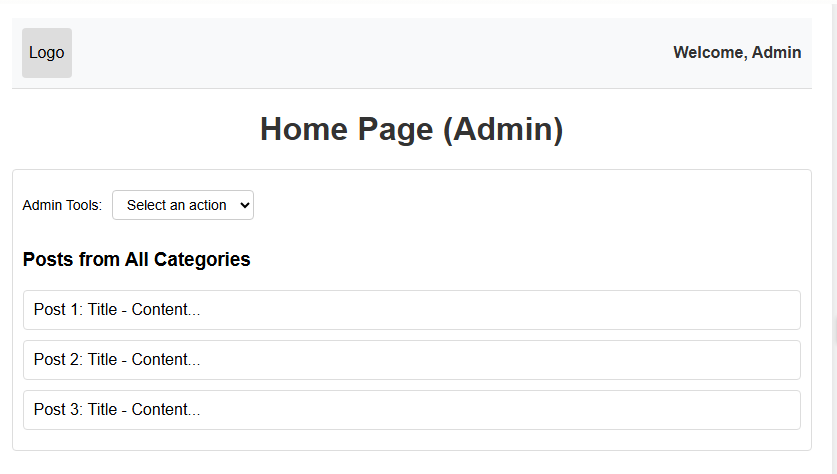 Logo
Welcome, Admin
Home Page (Admin)
Admin Tools: Select an action
Posts from All Categories
Post 1: Title - Content...
Post 2: Title - Content...
Post 3: Title - Content...